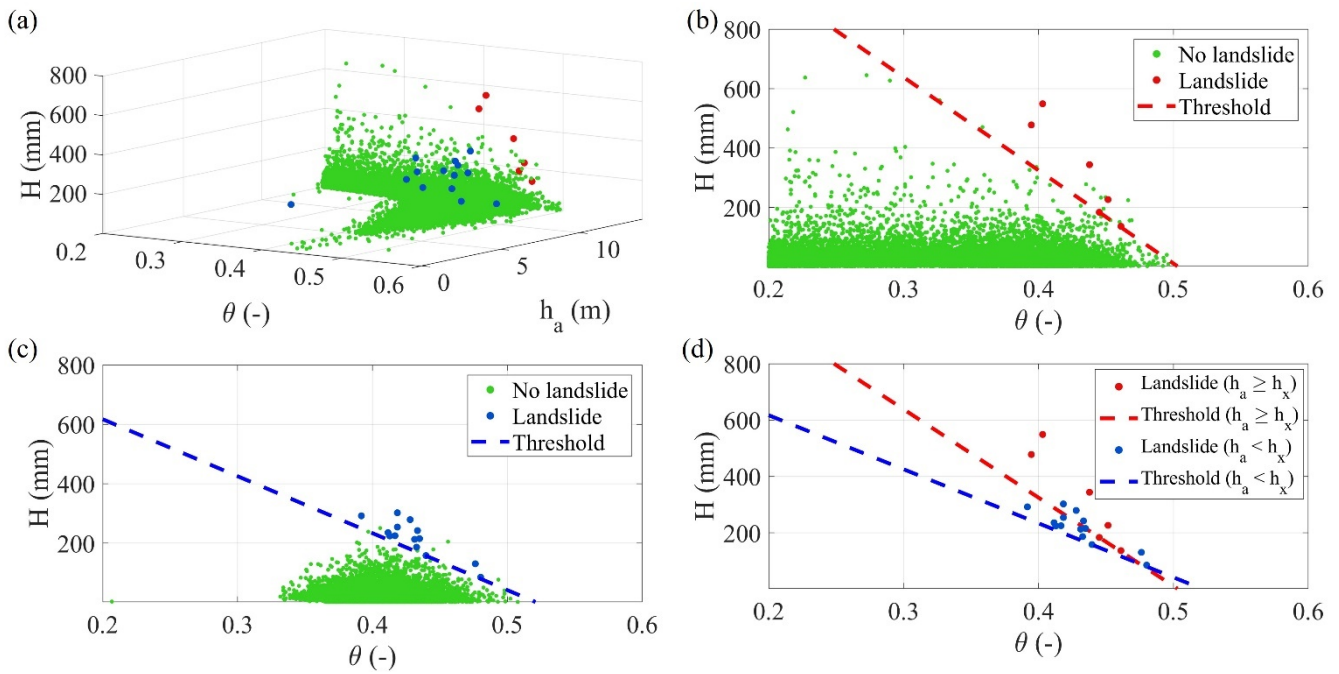 (a)
800
600
400
200
H (mm)
0.2
0.3
0.4
0.5
0.6
θ (-)
0
5
10
h_a (m)
(b)
800
600
400
200
H (mm)
0.2
0.3
0.4
0.5
0.6
θ (-)
No landslide
Landslide
Threshold
(c)
800
600
400
200
H (mm)
0.2
0.3
0.4
0.5
0.6
θ (-)
No landslide
Landslide
Threshold
(d)
800
600
400
200
H (mm)
0.2
0.3
0.4
0.5
0.6
θ (-)
Landslide (h_a ≥ h_x)
Threshold (h_a ≥ h_x)
Landslide (h_a < h_x)
Threshold (h_a < h_x)